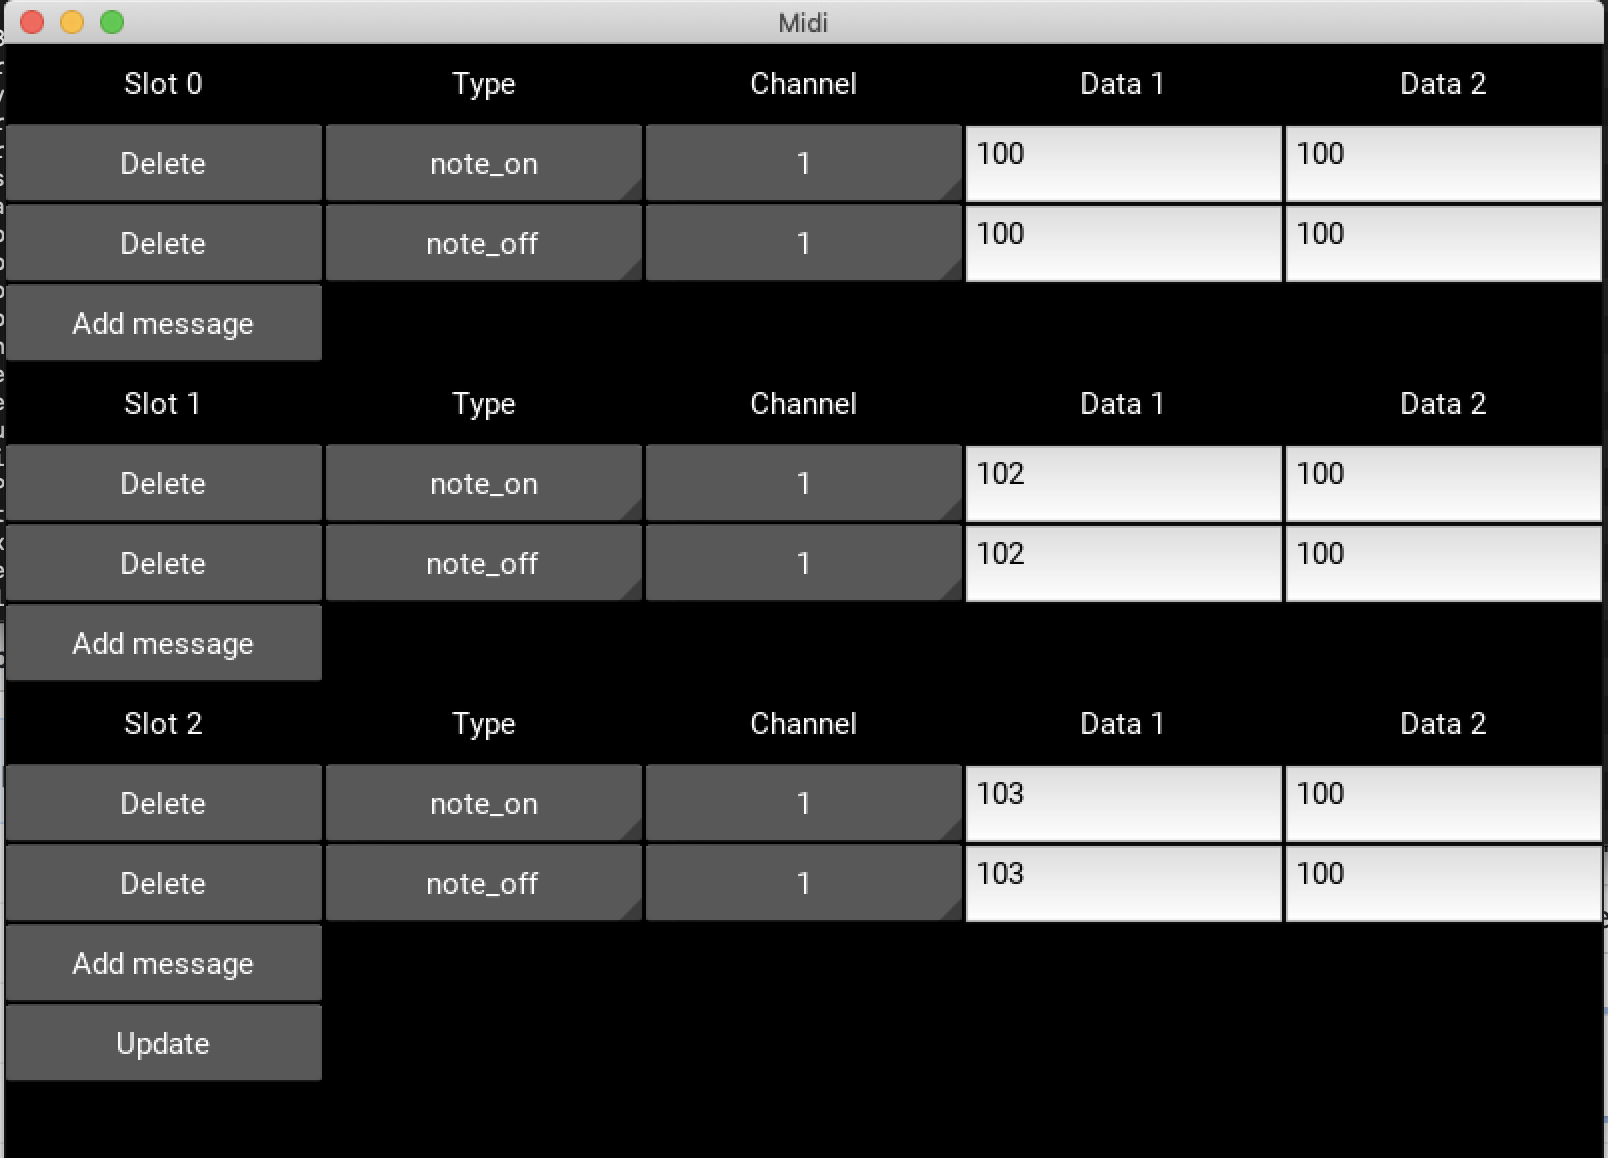 Midi
Slot 0 Type Channel Data 1 Data 2
Delete note_on 1 100 100
Delete note_off 1 100 100
Add message
Slot 1 Type Channel Data 1 Data 2
Delete note_on 1 102 100
Delete note_off 1 102 100
Add message
Slot 2 Type Channel Data 1 Data 2
Delete note_on 1 103 100
Delete note_off 1 103 100
Add message
Update